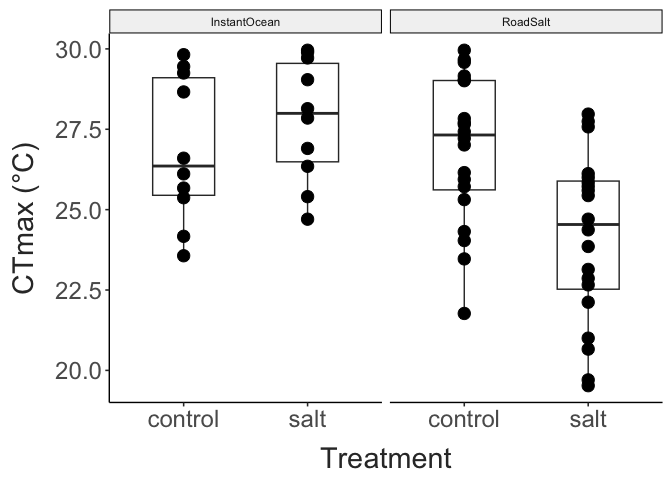 InstantOcean
RoadSalt
CTmax (°C)
30.0
27.5
25.0
22.5
20.0
control
salt
control
salt
Treatment